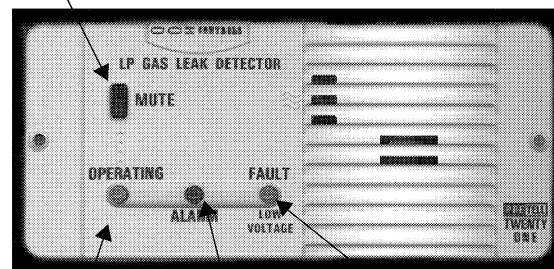 LP GAS LEAK DETECTOR
MUTE
OPERATING
FAULT
ALARM
LOW
VOLTAGE
TWENTY
ONE